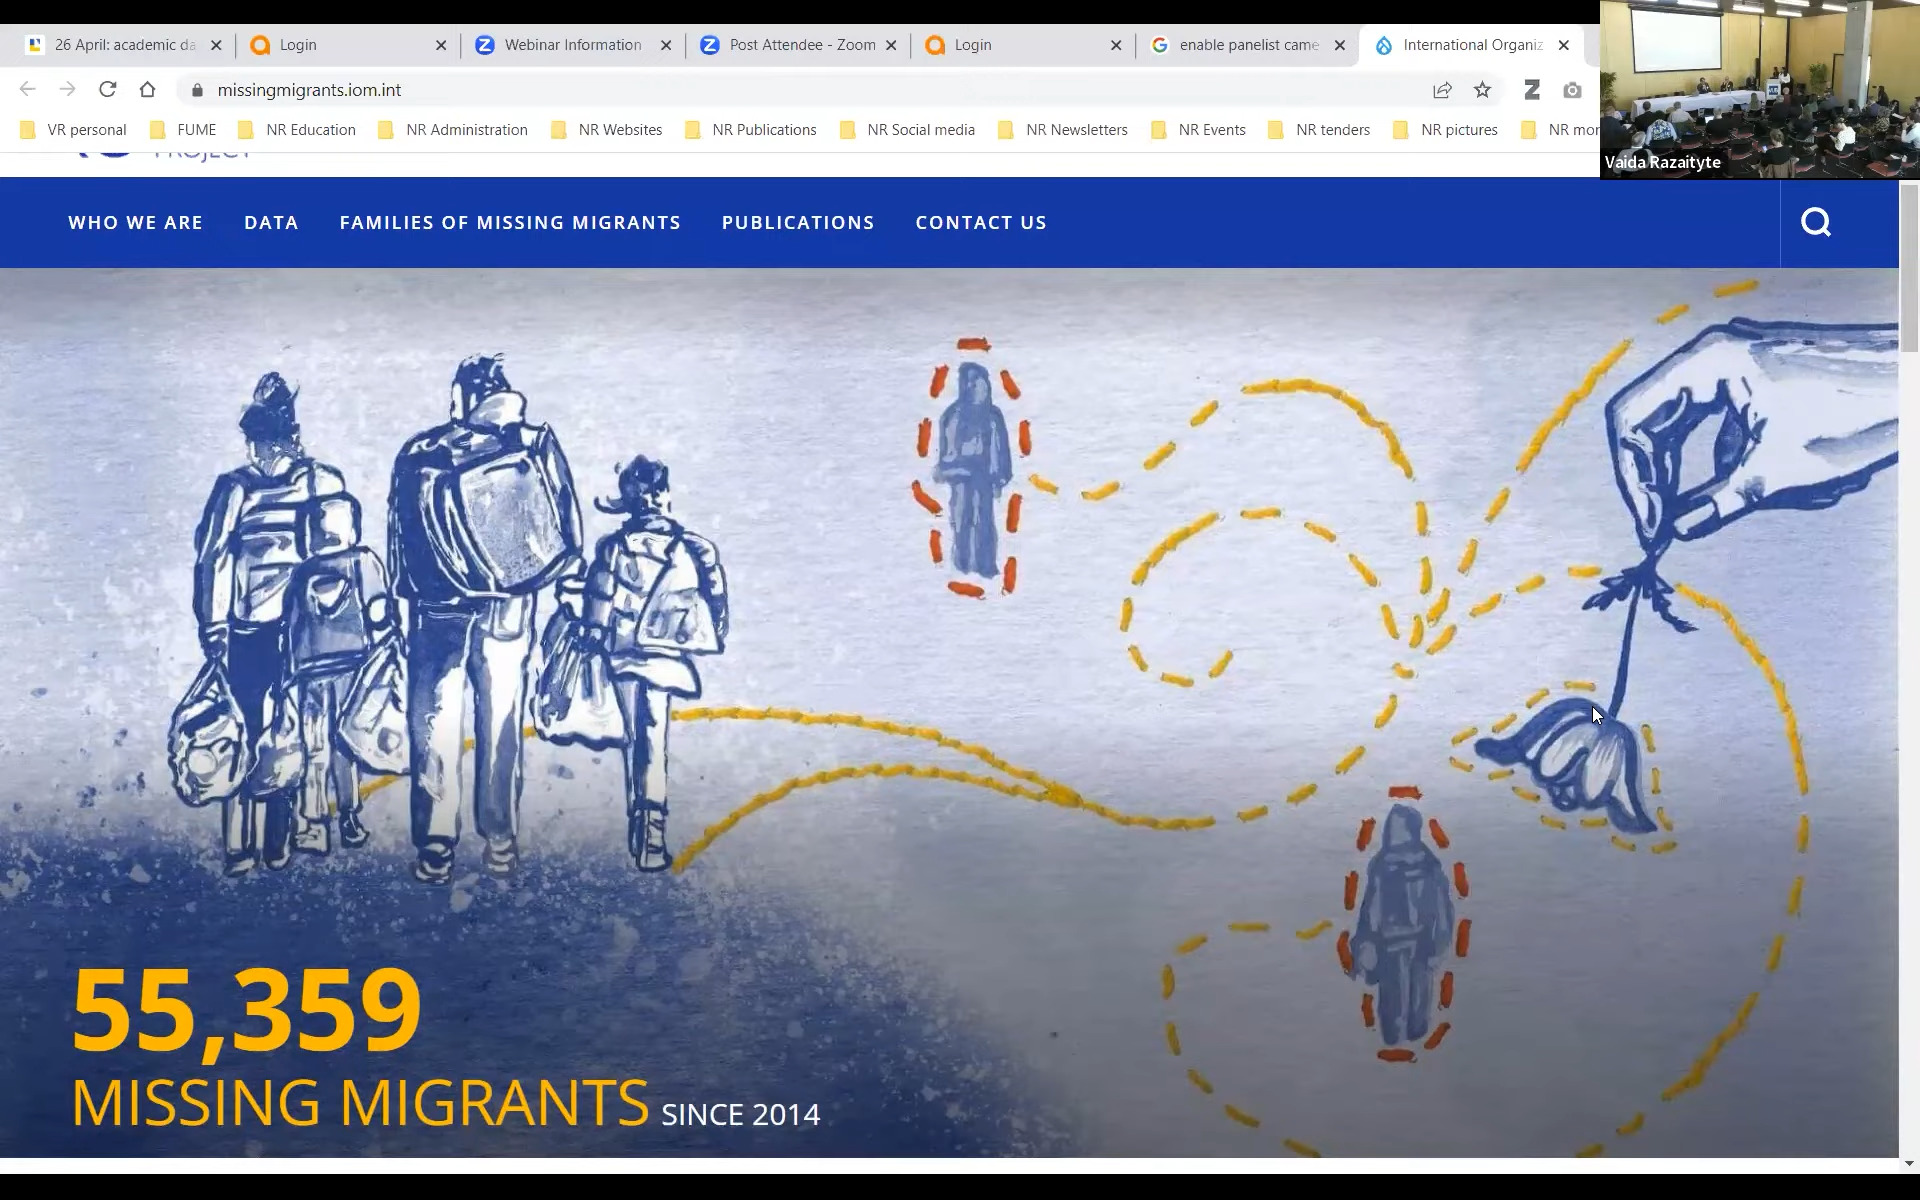 26 April: academic da
Login
Webinar Information
Post Attendee - Zoom
Login
enable panelist came
International Organiz
missingmigrants.iom.int
VR personal
FUME
NR Education
NR Administration
NR Websites
NR Publications
NR Social media
NR Newsletters
NR Events
NR tenders
NR pictures
NR mor
Vaida Razaityte
PROJECT
WHO WE ARE
DATA
FAMILIES OF MISSING MIGRANTS
PUBLICATIONS
CONTACT US
55,359
MISSING MIGRANTS SINCE 2014